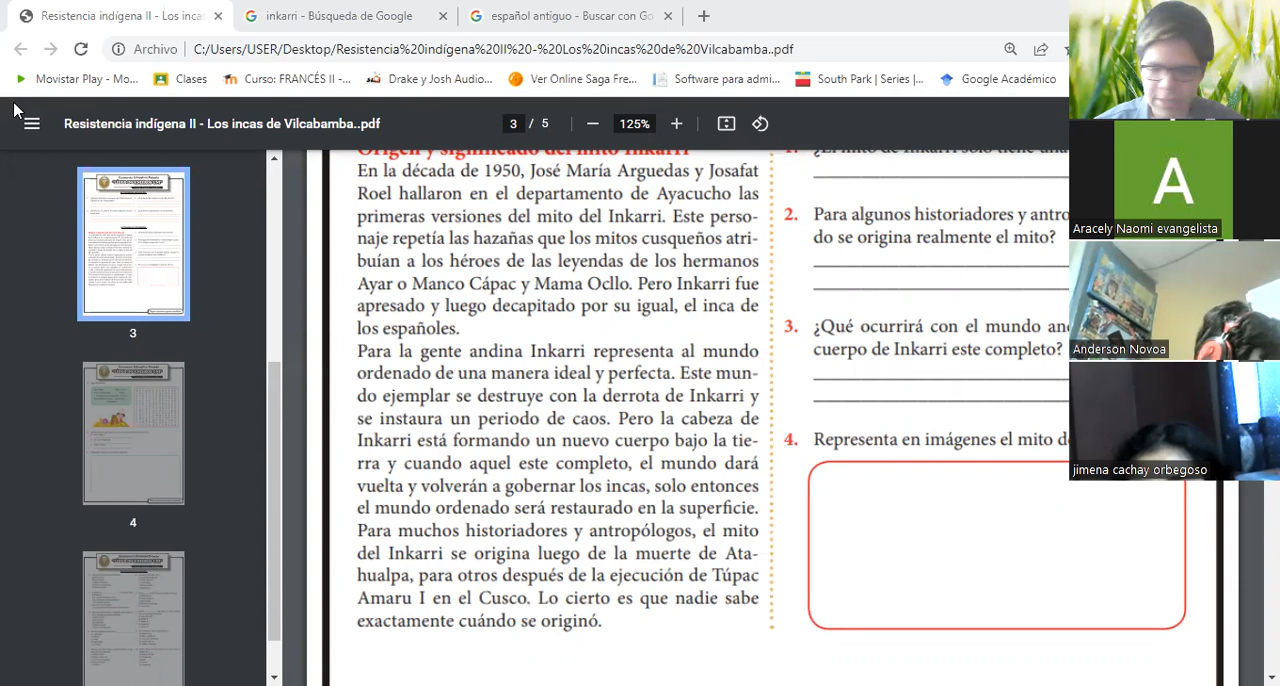 Resistencia indígena II - Los incas
inkarri - Búsqueda de Google
español antiguo - Buscar con Go
Archivo
C:/Users/USER/Desktop/Resistencia%20indígena%20II%20-%20Los%20incas%20de%20Vilcabamba..pdf
Movistar Play - Mo...
Clases
Curso: FRANCÉS II -...
Drake y Josh Audio...
Ver Online Saga Fre...
Software para admi...
South Park | Series |...
Google Académico
Resistencia indígena II - Los incas de Vilcabamba..pdf
3 / 5
125%
3
4
Origen y significado del mito Inkarri
En la década de 1950, José María Arguedas y Josafat
Roel hallaron en el departamento de Ayacucho las
primeras versiones del mito del Inkarri. Este perso-
naje repetía las hazañas que los mitos cusqueños atri-
buían a los héroes de las leyendas de los hermanos
Ayar o Manco Cápac y Mama Ocllo. Pero Inkarri fue
apresado y luego decapitado por su igual, el inca de
los españoles.
Para la gente andina Inkarri representa al mundo
ordenado de una manera ideal y perfecta. Este mun-
do ejemplar se destruye con la derrota de Inkarri y
se instaura un periodo de caos. Pero la cabeza de
Inkarri está formando un nuevo cuerpo bajo la tie-
rra y cuando aquel este completo, el mundo dará
vuelta y volverán a gobernar los incas, solo entonces
el mundo ordenado será restaurado en la superficie.
Para muchos historiadores y antropólogos, el mito
del Inkarri se origina luego de la muerte de Ata-
hualpa, para otros después de la ejecución de Túpac
Amaru I en el Cusco. Lo cierto es que nadie sabe
exactamente cuándo se originó.
1. ¿El mito de Inkarri solo tiene una
2. Para algunos historiadores y antro
do se origina realmente el mito?
3. ¿Qué ocurrirá con el mundo an
cuerpo de Inkarri este completo?
4. Representa en imágenes el mito d
A
Aracely Naomi evangelista
Anderson Novoa
jimena cachay orbegoso